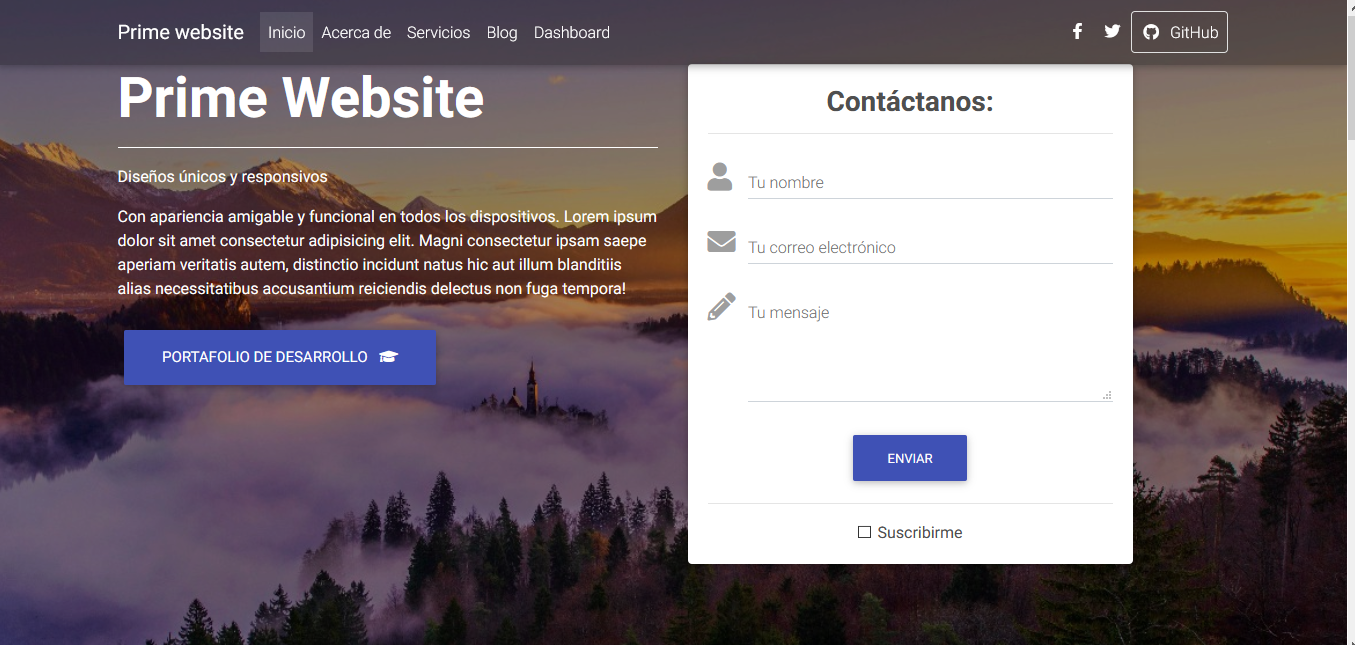 Prime website Inicio Acerca de Servicios Blog Dashboard GitHub
Prime Website
Diseños únicos y responsivos
Con apariencia amigable y funcional en todos los dispositivos. Lorem ipsum
dolor sit amet consectetur adipisicing elit. Magni consectetur ipsam saepe
aperiam veritatis autem, distinctio incidunt natus hic aut illum blanditiis
alias necessitatibus accusantium reiciendis delectus non fuga tempora!
PORTAFOLIO DE DESARROLLO
Contáctanos:
Tu nombre
Tu correo electrónico
Tu mensaje
ENVIAR
Suscribirme